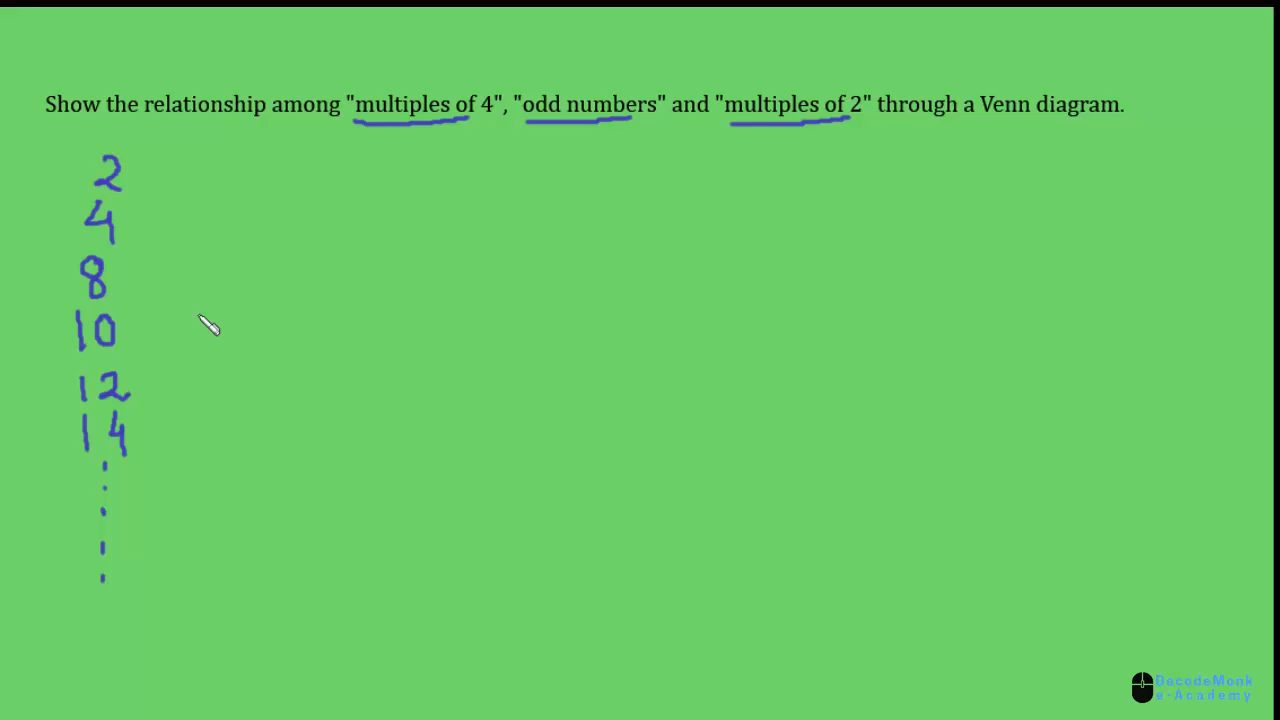 Show the relationship among "multiples of 4", "odd numbers" and "multiples of 2" through a Venn diagram.
2
4
8
10
12
14
DecodeMonk
e-Academy